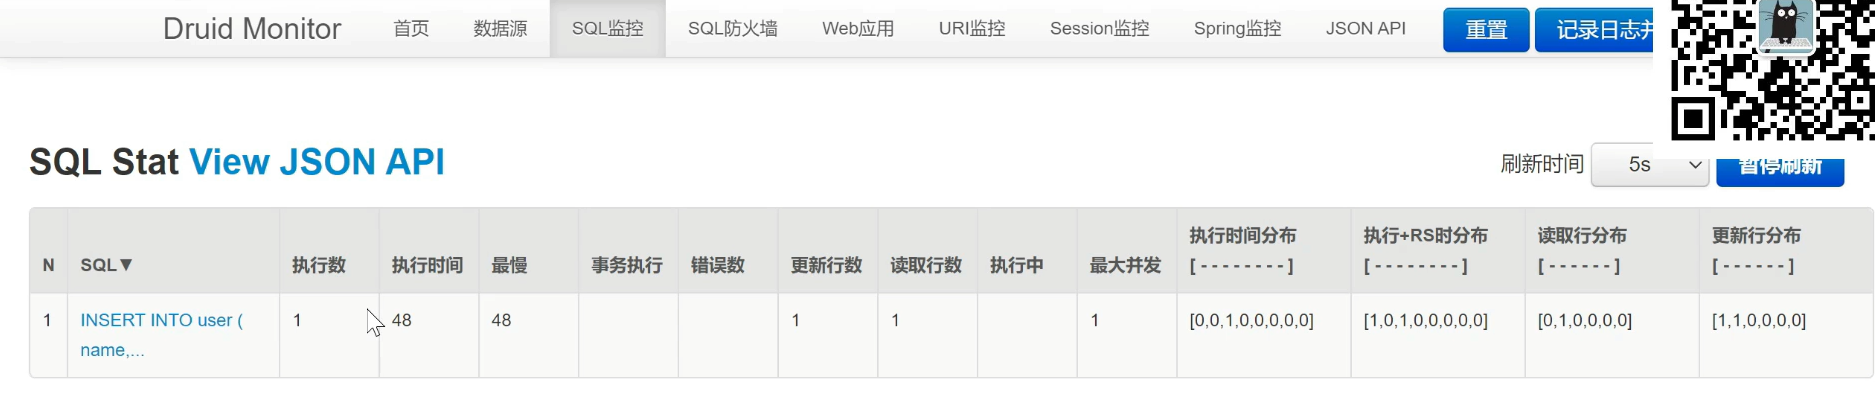 Druid Monitor 首页 数据源 SQL监控 SQL防火墙 Web应用 URI监控 Session监控 Spring监控 JSON API 重置 记录日志并
SQL Stat View JSON API
刷新时间 5s 暂停刷新
N SQL▼ 执行数 执行时间 最慢 事务执行 错误数 更新行数 读取行数 执行中 最大并发 执行时间分布 [ - - - - - - - - ] 执行+RS时分布 [ - - - - - - - - ] 读取行分布 [ - - - - - - ] 更新行分布 [ - - - - - - ]
1 INSERT INTO user ( name,... 1 48 48 1 1 1 [0,0,1,0,0,0,0,0] [1,0,1,0,0,0,0,0] [0,1,0,0,0,0] [1,1,0,0,0,0]